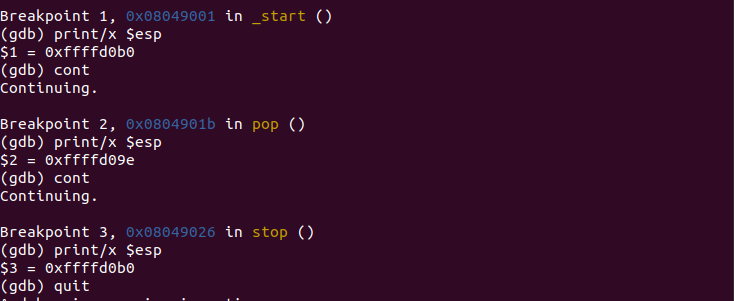 Breakpoint 1, 0x08049001 in _start ()
(gdb) print/x $esp
$1 = 0xffffd0b0
(gdb) cont
Continuing.
Breakpoint 2, 0x0804901b in pop ()
(gdb) print/x $esp
$2 = 0xffffd09e
(gdb) cont
Continuing.
Breakpoint 3, 0x08049026 in stop ()
(gdb) print/x $esp
$3 = 0xffffd0b0
(gdb) quit